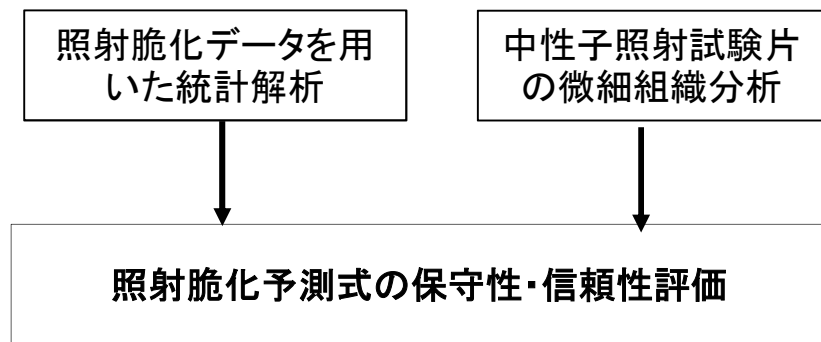 照射脆化データを用
いた統計解析
中性子照射試験片
の微細組織分析
照射脆化予測式の保守性・信頼性評価